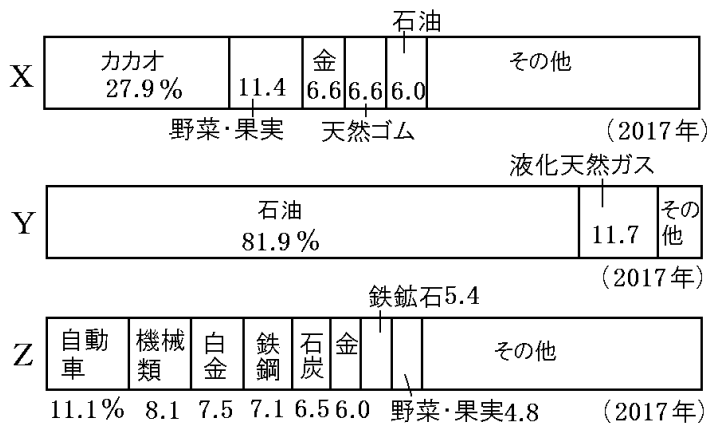 石油
X
カカオ
27.9%
11.4
金
6.6
6.6
6.0
その他
野菜・果実
天然ゴム
(2017年)
液化天然ガス
Y
石油
81.9%
11.7
その他
(2017年)
鉄鉱石5.4
Z
自動車
機械類
白金
鉄鋼
石炭
金
その他
11.1% 8.1 7.5 7.1 6.5 6.0
野菜・果実4.8
(2017年)